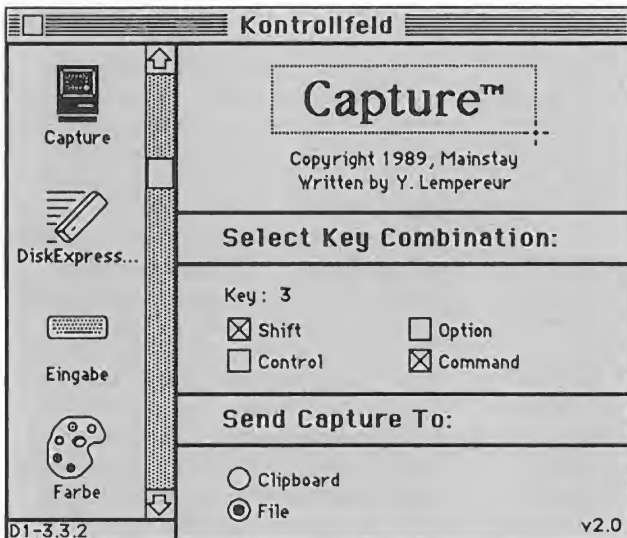 Kontrollfeld
Capture
DiskExpress...
Eingabe
Farbe
D1-3.3.2
Capture™
Copyright 1989, Mainstay
Written by Y. Lempereur
Select Key Combination:
Key: 3
Shift
Option
Control
Command
Send Capture To:
Clipboard
File
v2.0